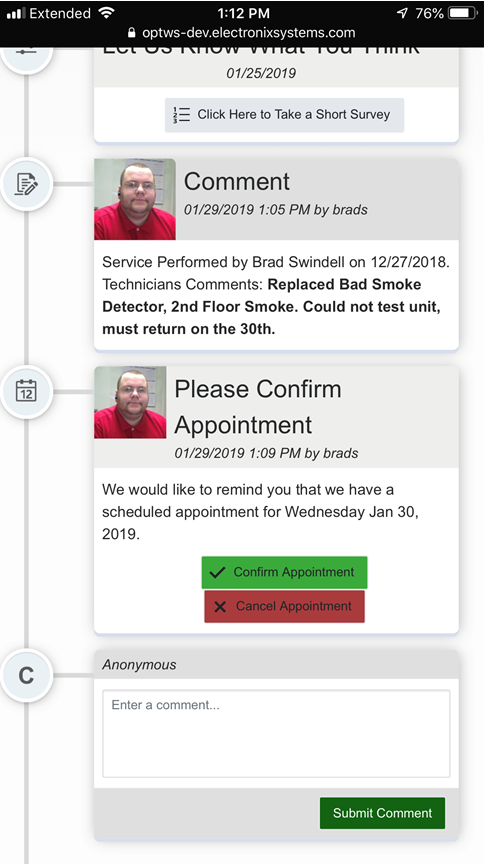 Extended 1:12 PM 76%
optws-dev.electronixsystems.com
Let Us Know What You Think
01/25/2019
Click Here to Take a Short Survey
Comment
01/29/2019 1:05 PM by brads
Service Performed by Brad Swindell on 12/27/2018.
Technicians Comments: Replaced Bad Smoke
Detector, 2nd Floor Smoke. Could not test unit,
must return on the 30th.
12
Please Confirm
Appointment
01/29/2019 1:09 PM by brads
We would like to remind you that we have a
scheduled appointment for Wednesday Jan 30,
2019.
Confirm Appointment
Cancel Appointment
C
Anonymous
Enter a comment...
Submit Comment